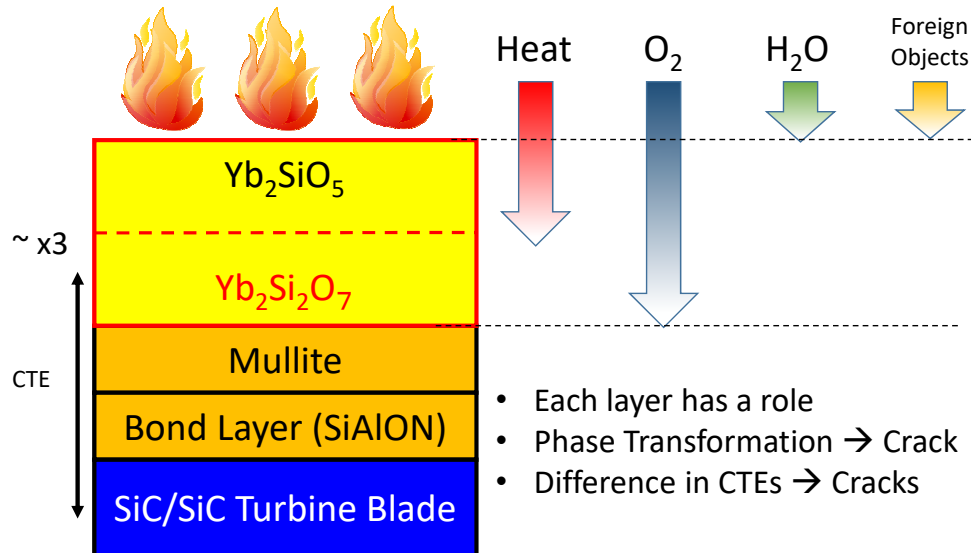 Heat
O₂
H₂O
Foreign
Objects
Yb₂SiO₅
~ x3
Yb₂Si₂O₇
Mullite
CTE
Bond Layer (SiAlON)
SiC/SiC Turbine Blade
• Each layer has a role
• Phase Transformation → Crack
• Difference in CTEs → Cracks